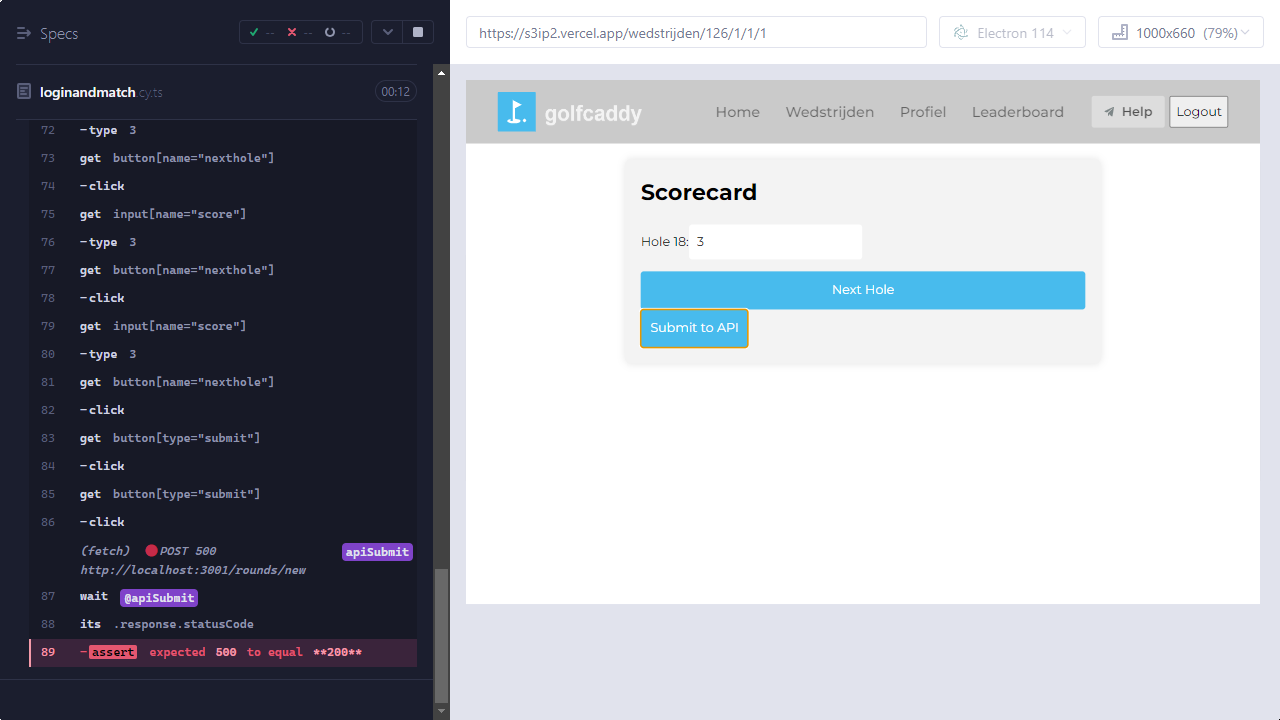 Specs
-- -- --
loginandmatch.cy.ts 00:12
72 -type 3
73 get button[name="nexthole"]
74 -click
75 get input[name="score"]
76 -type 3
77 get button[name="nexthole"]
78 -click
79 get input[name="score"]
80 -type 3
81 get button[name="nexthole"]
82 -click
83 get button[type="submit"]
84 -click
85 get button[type="submit"]
86 -click
(fetch) POST 500 apiSubmit
http://localhost:3001/rounds/new
87 wait @apiSubmit
88 its .response.statusCode
89 -assert expected 500 to equal **200**
https://s3ip2.vercel.app/wedstrijden/126/1/1/1
Electron 114
1000x660 (79%)
golfcaddy
Home Wedstrijden Profiel Leaderboard Help Logout
Scorecard
Hole 18: 3
Next Hole
Submit to API